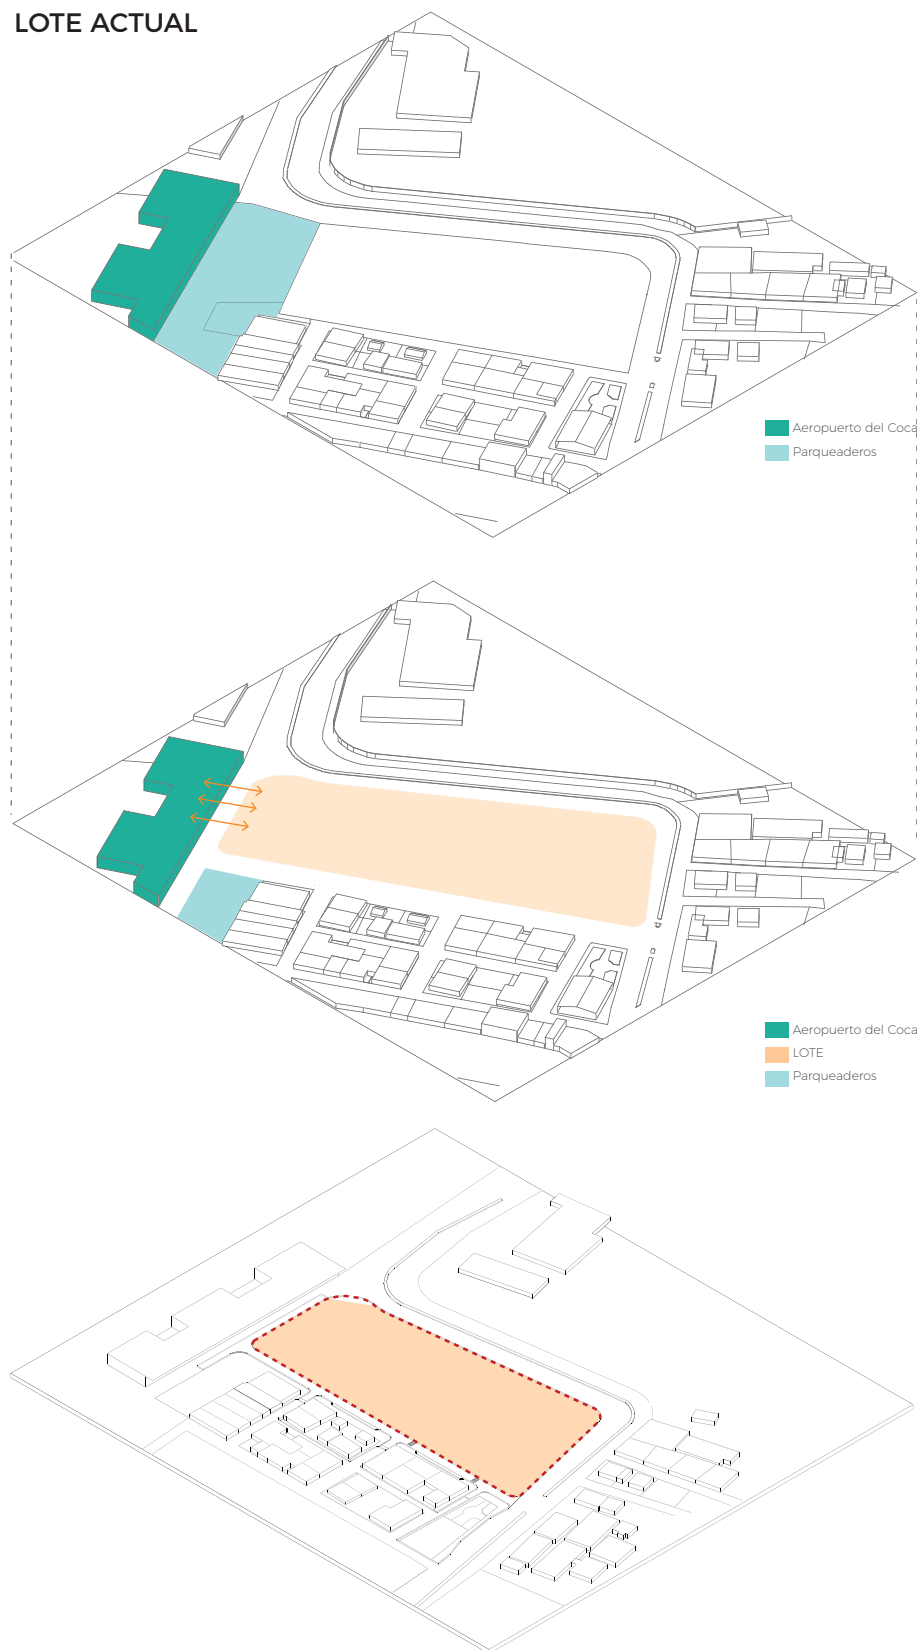 LOTE ACTUAL
Aeropuerto del Coca
Parqueaderos
Aeropuerto del Coca
LOTE
Parqueaderos